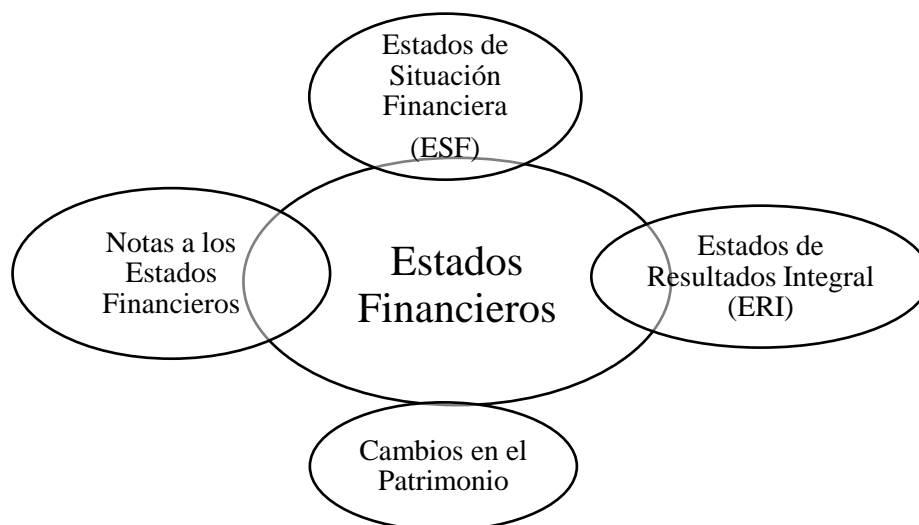 Estados de
Situación
Financiera
(ESF)
Notas a los
Estados
Financieros
Estados
Financieros
Estados de
Resultados Integral
(ERI)
Cambios en el
Patrimonio